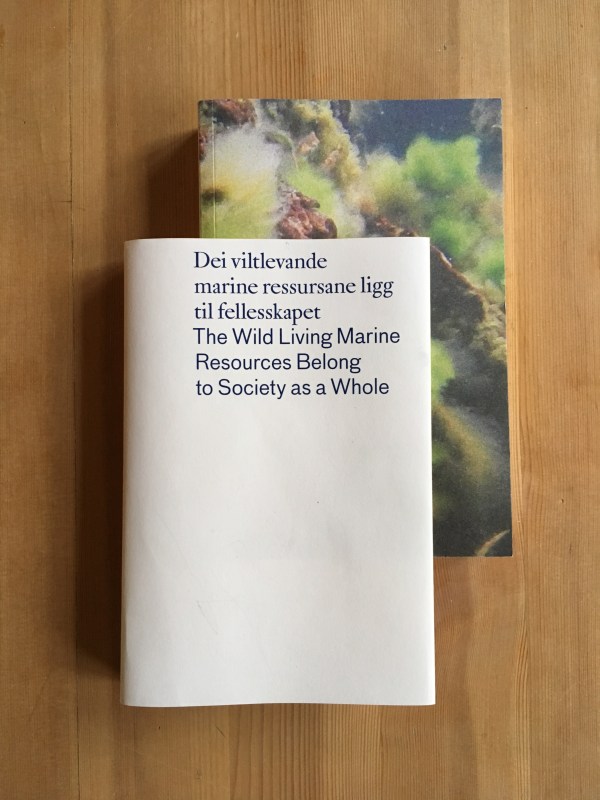 Dei viltlevande
marine ressursane ligg
til fellesskapet
The Wild Living Marine
Resources Belong
to Society as a Whole